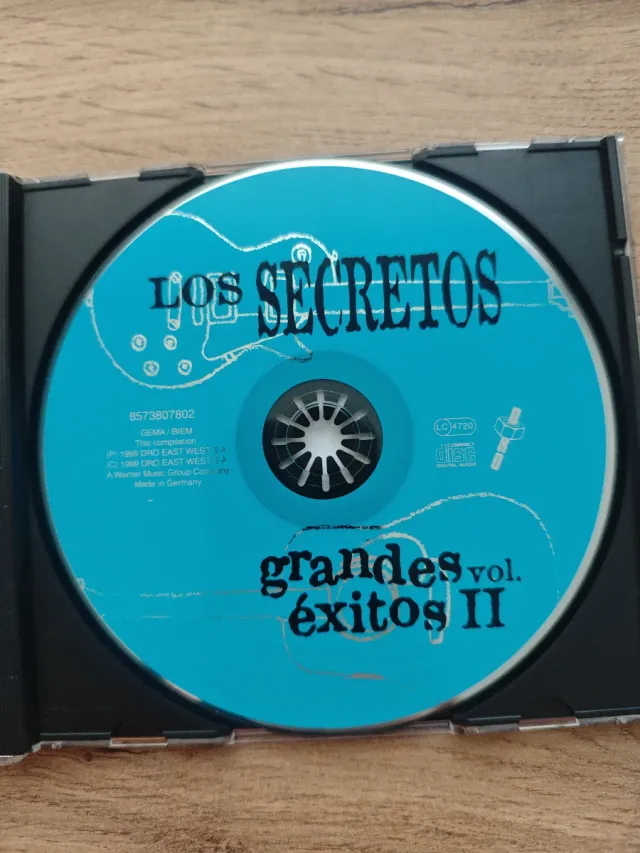 LOS SECRETOS
B573807802
GEMA / BIEM
This compilation
(P) 1999 DRO EAST WEST
(C) 1999 DRO EAST WEST
A Warner Music Group
Made in Germany
LC 4720
COMPACT
DISC
DIGITAL AUDIO
grandes vol.
éxitos II